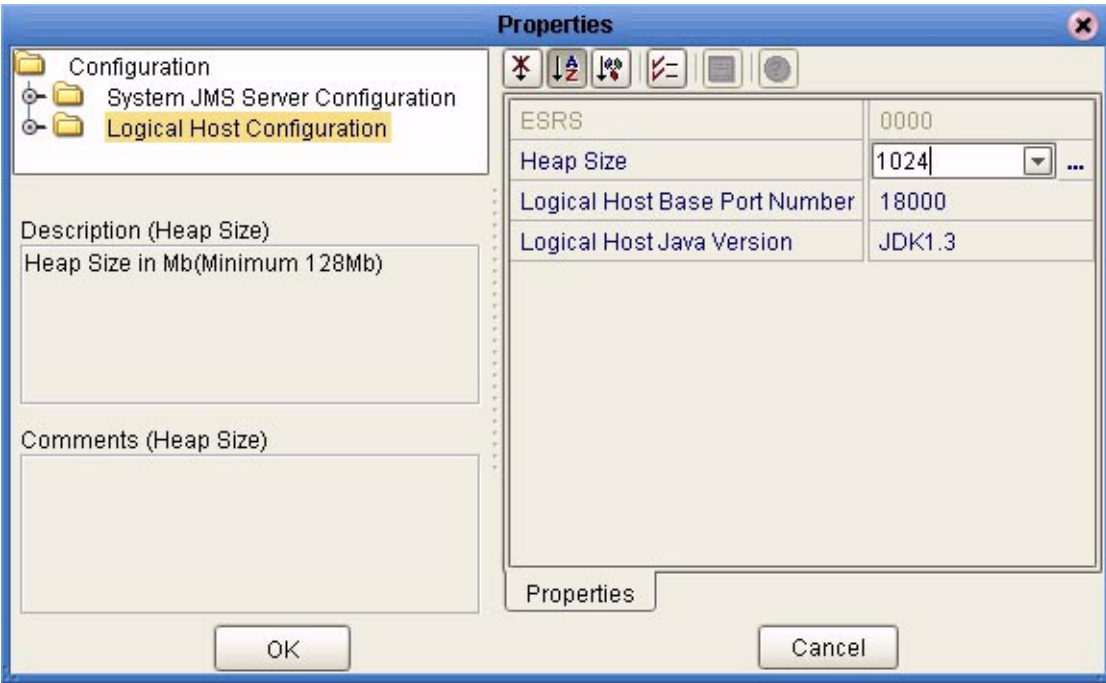 Properties
Configuration
System JMS Server Configuration
Logical Host Configuration
Description (Heap Size)
Heap Size in Mb(Minimum 128Mb)
Comments (Heap Size)
ESRS 0000
Heap Size 1024 ...
Logical Host Base Port Number 18000
Logical Host Java Version JDK1.3
Properties
OK Cancel